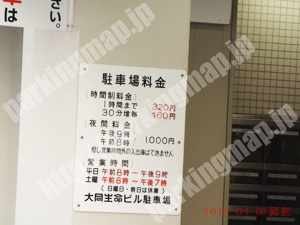 さい。
は
駐車場料金
(時間制料金)
1時間まで 320円
30分増毎 160円
(夜間料金)
午後9時
午前8時 1,000円
但し営業時間外の入出庫はできません
(営業時間)
平日 午前8時〜午後9時
土曜 午前8時〜午後7時
(日曜日・祭日は休業)
大同生命ビル駐車場
parkingmap.jp